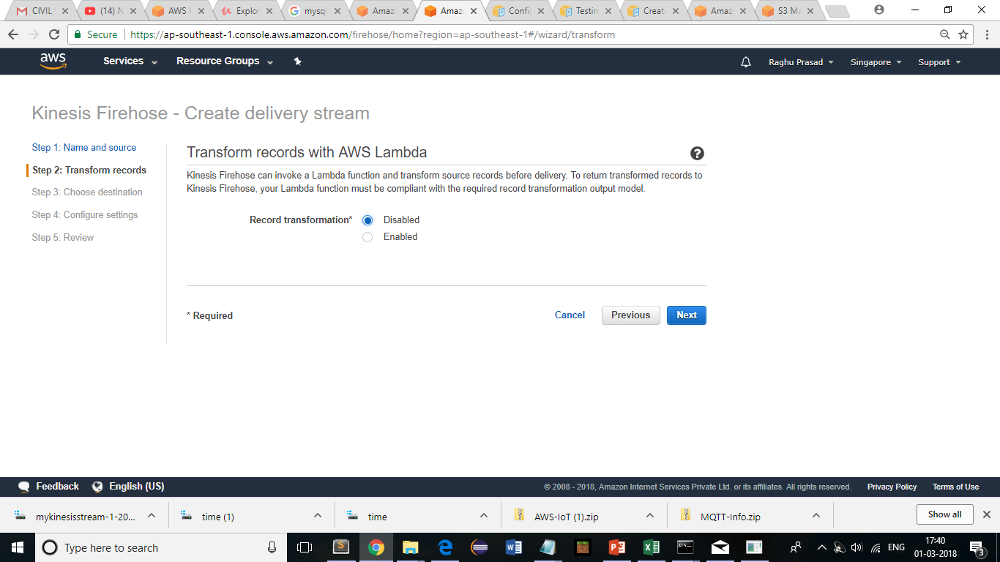 CIVIL
(14) N
AWS I
Explor
mysql
Amaz
Amaz
Config
Testin
Creati
Amaz
S3 Ma
Secure
https://ap-southeast-1.console.aws.amazon.com/firehose/home?region=ap-southeast-1#/wizard/transform
aws
Services
Resource Groups
Raghu Prasad
Singapore
Support
Kinesis Firehose - Create delivery stream
Step 1: Name and source
Step 2: Transform records
Step 3: Choose destination
Step 4: Configure settings
Step 5: Review
Transform records with AWS Lambda
?
Kinesis Firehose can invoke a Lambda function and transform source records before delivery. To return transformed records to
Kinesis Firehose, your Lambda function must be compliant with the required record transformation output model.
Record transformation*
Disabled
Enabled
* Required
Cancel
Previous
Next
Feedback
English (US)
© 2008 - 2018, Amazon Internet Services Private Ltd. or its affiliates. All rights reserved.
Privacy Policy
Terms of Use
mykinesisstream-1-20...
time (1)
time
AWS-IoT (1).zip
MQTT-Info.zip
Show all
Type here to search
ENG
17:40
01-03-2018
3